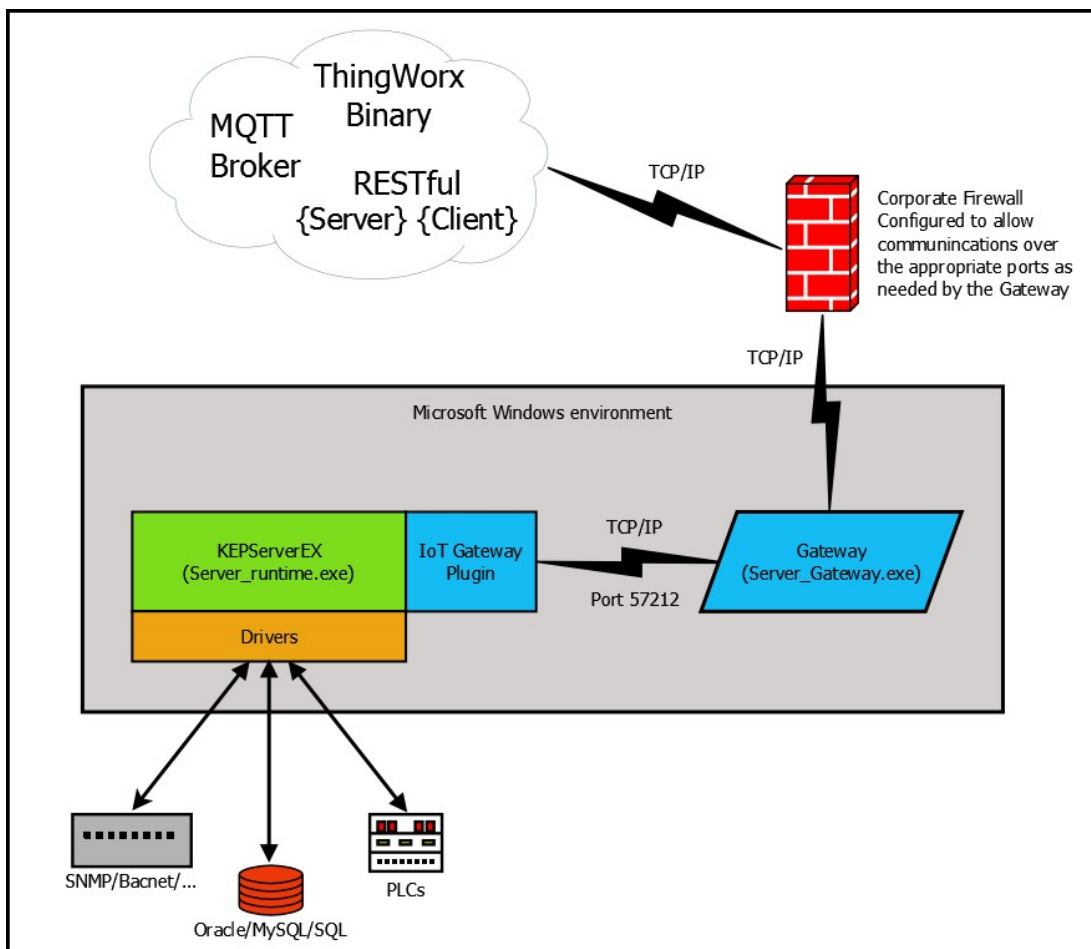 ThingWorx
Binary
MQTT
Broker
RESTful
{Server} {Client}
TCP/IP
Corporate Firewall
Configured to allow
communincations over
the appropriate ports as
needed by the Gateway
TCP/IP
Microsoft Windows environment
KEPServerEX
(Server_runtime.exe)
IoT Gateway
Plugin
TCP/IP
Port 57212
Gateway
(Server_Gateway.exe)
Drivers
SNMP/Bacnet/...
Oracle/MySQL/SQL
PLCs